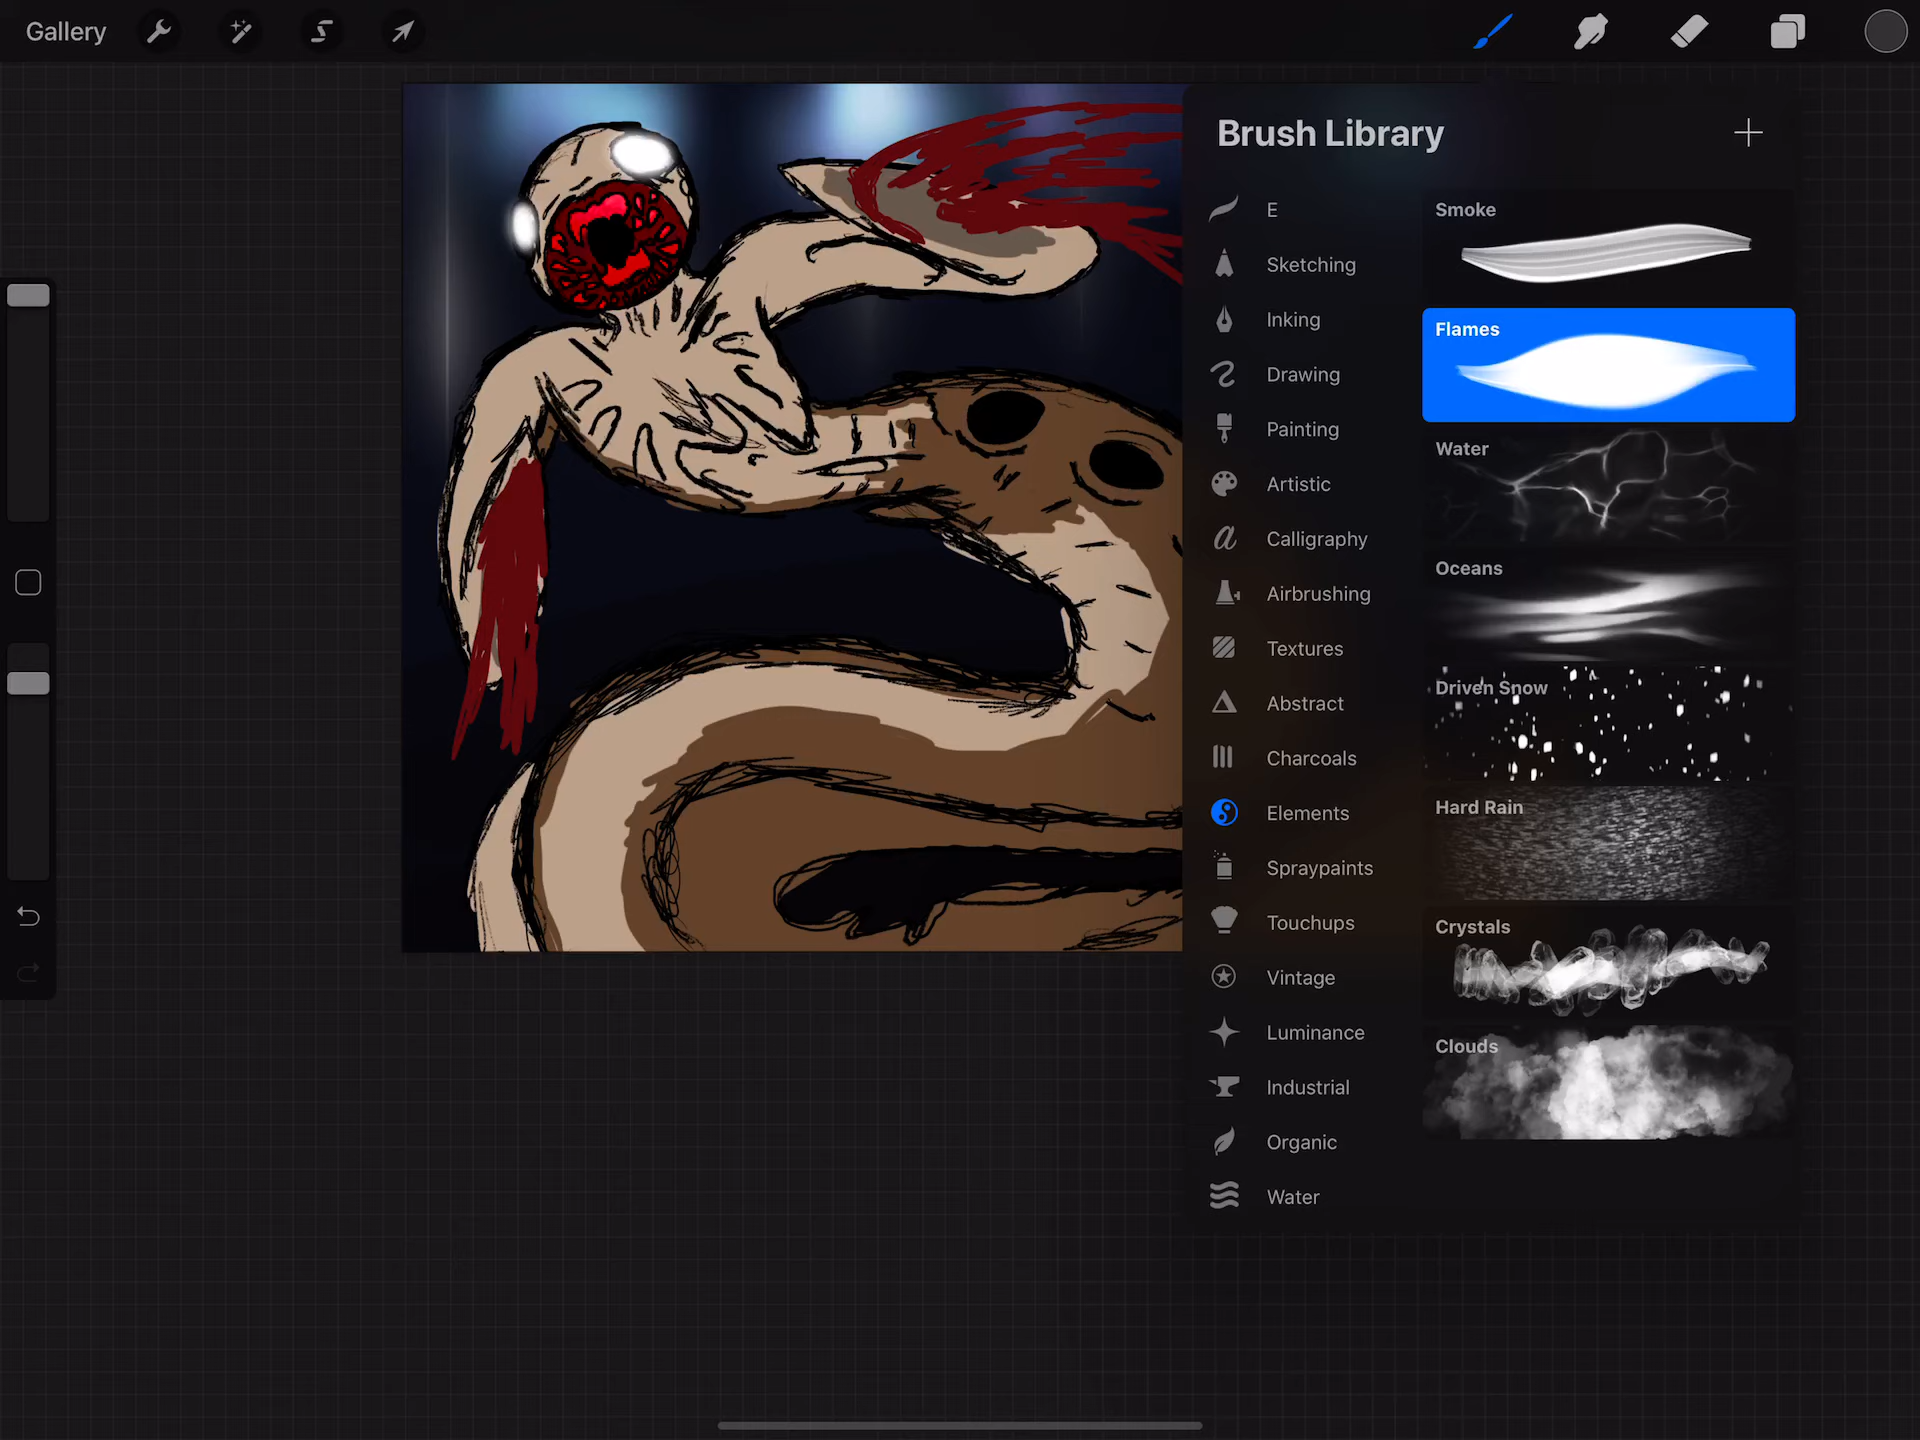 Gallery
Brush Library
E
Sketching
Inking
Drawing
Painting
Artistic
Calligraphy
Airbrushing
Textures
Abstract
Charcoals
Elements
Spraypaints
Touchups
Vintage
Luminance
Industrial
Organic
Water
Smoke
Flames
Water
Oceans
Driven Snow
Hard Rain
Crystals
Clouds